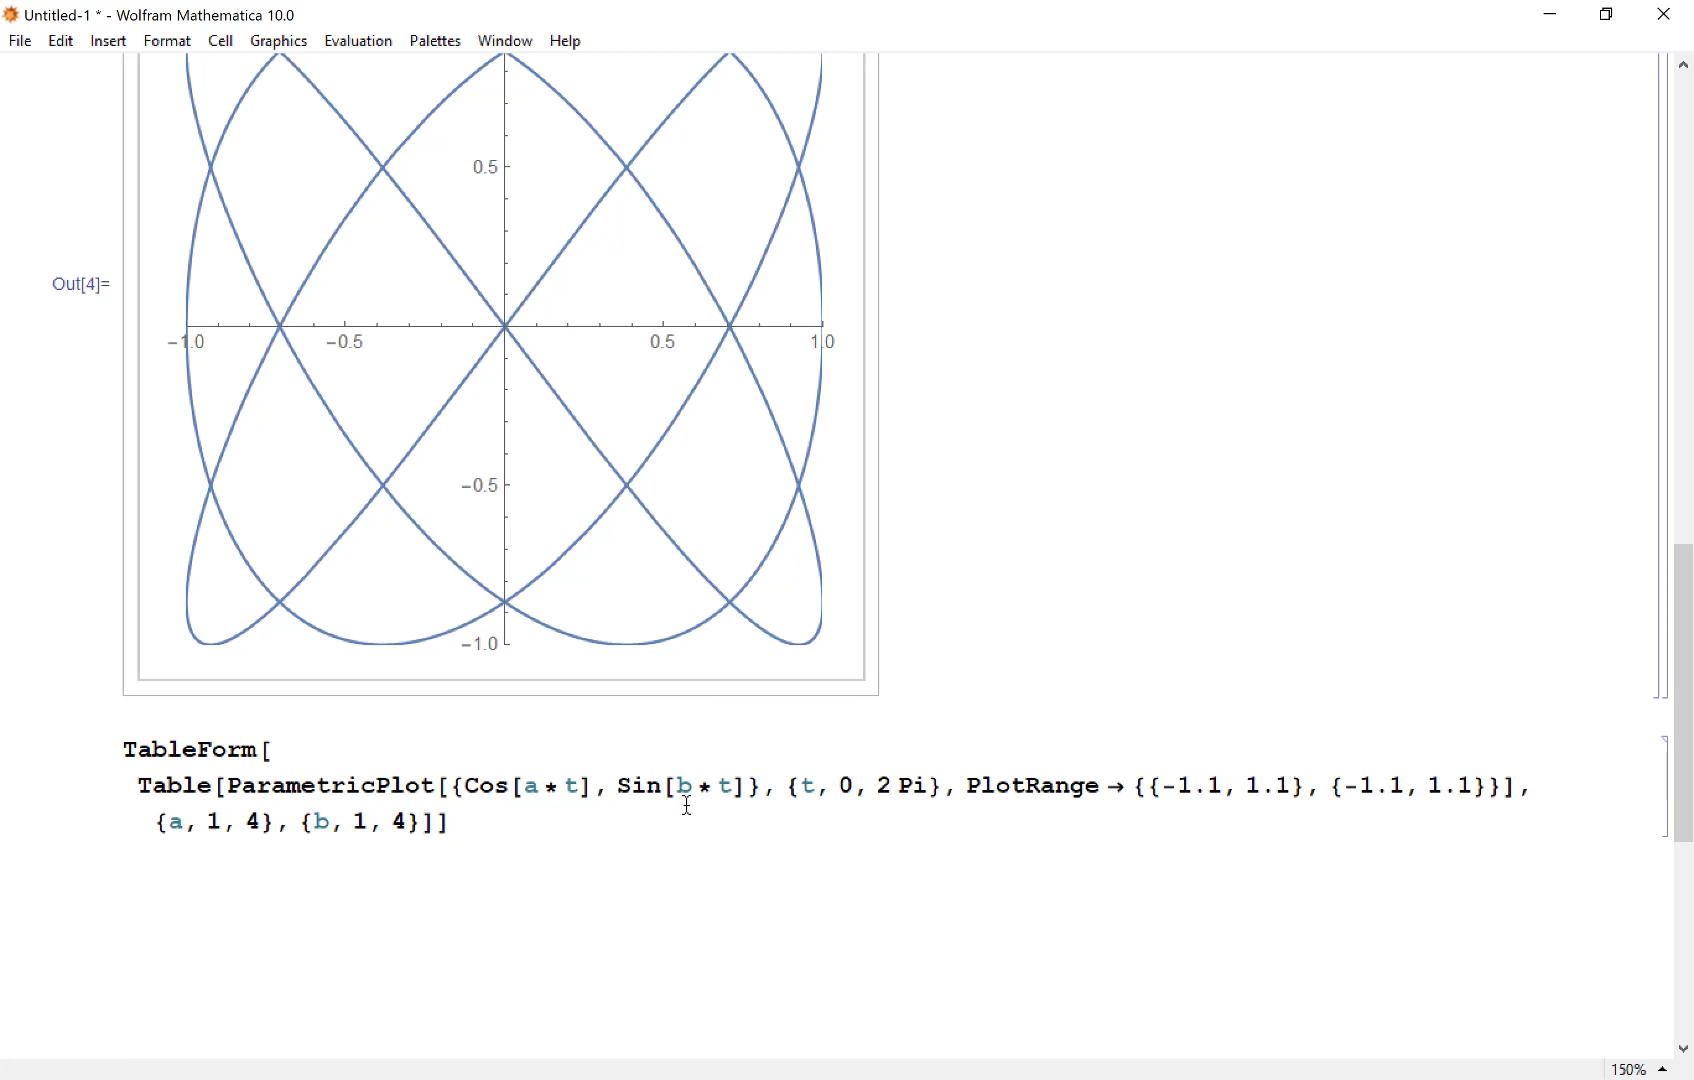 Untitled-1 * - Wolfram Mathematica 10.0
File Edit Insert Format Cell Graphics Evaluation Palettes Window Help
0.5
Out[4]=
-1.0 -0.5 0.5 1.0
-0.5
-1.0
TableForm[
Table[ParametricPlot[{Cos[a * t], Sin[b * t]}, {t, 0, 2 Pi}, PlotRange → {{-1.1, 1.1}, {-1.1, 1.1}}],
{a, 1, 4}, {b, 1, 4}]]
150%